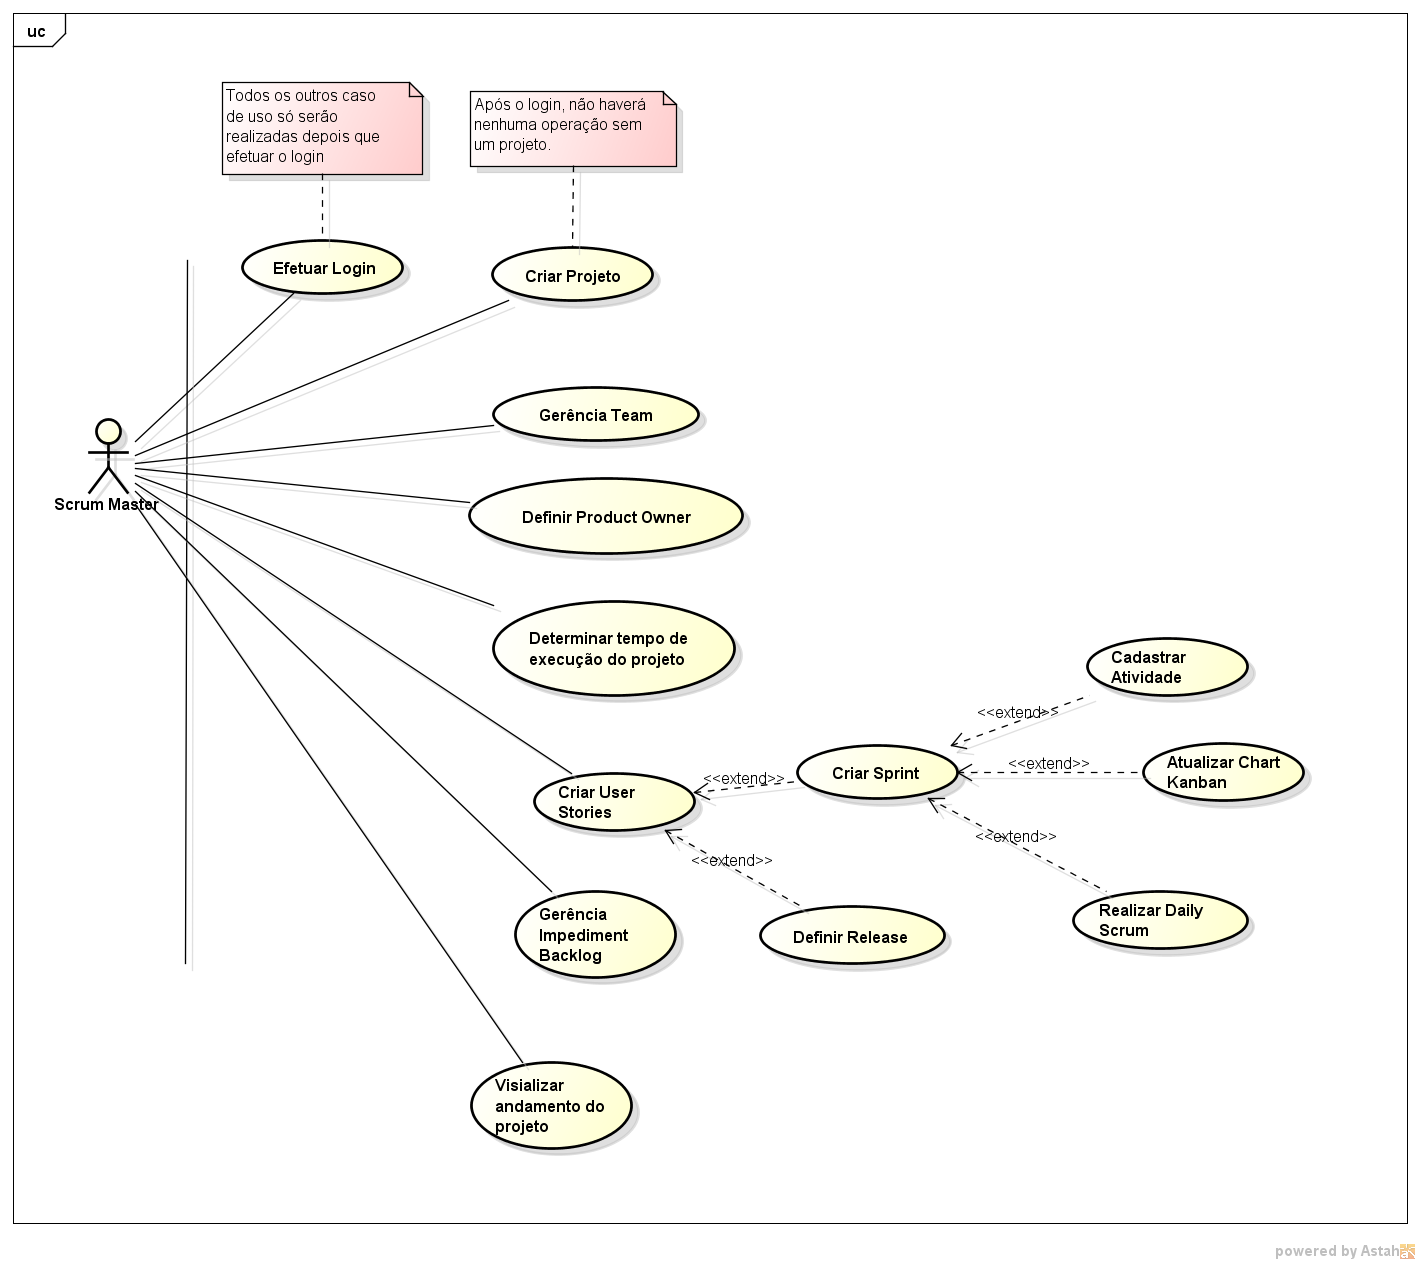 uc
Todos os outros caso
de uso só serão
realizadas depois que
efetuar o login
Após o login, não haverá
nenhuma operação sem
um projeto.
Efetuar Login
Criar Projeto
Gerência Team
Scrum Master
Definir Product Owner
Determinar tempo de
execução do projeto
Cadastrar
Atividade
<<extend>>
Criar Sprint
<<extend>>
Atualizar Chart
Kanban
<<extend>>
Criar User
Stories
<<extend>>
<<extend>>
Realizar Daily
Scrum
Gerência
Impediment
Backlog
Definir Release
Visializar
andamento do
projeto
powered by Astah